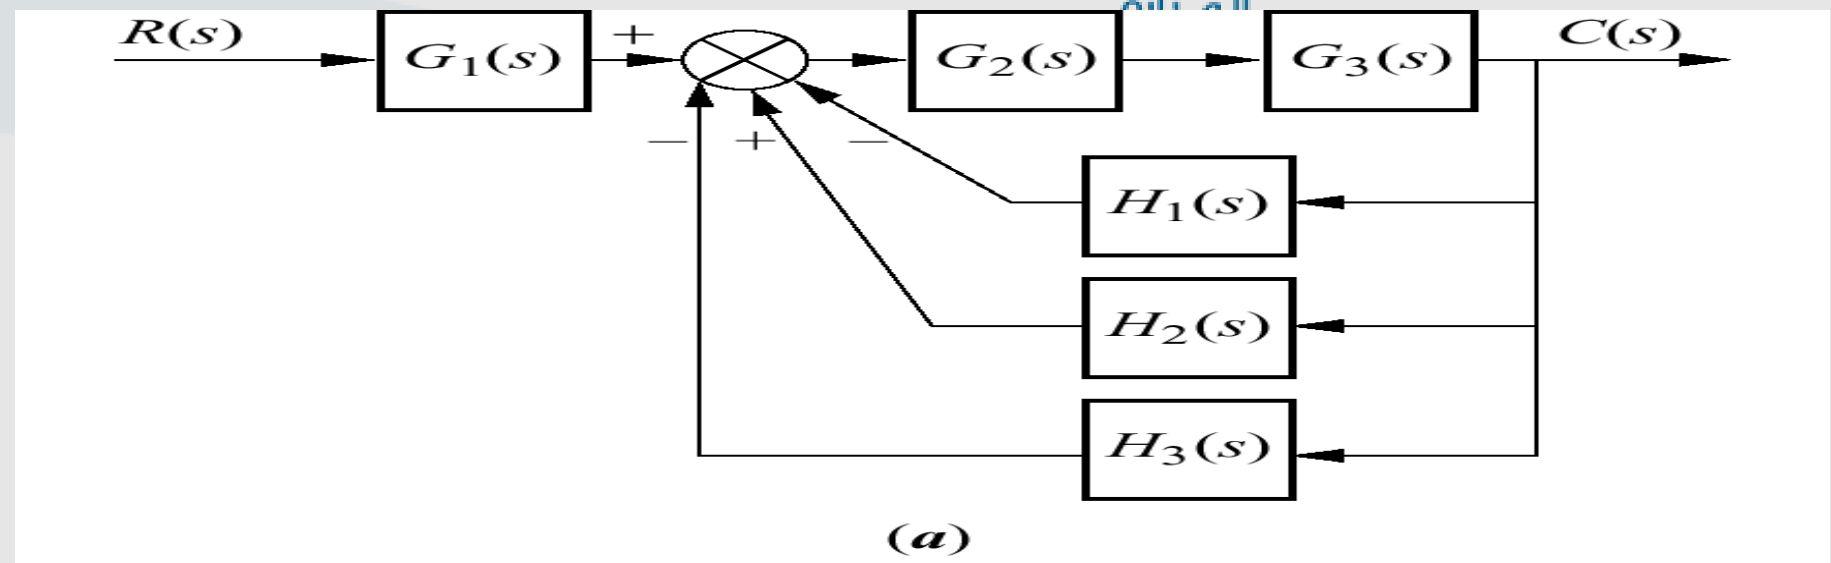 R(s) G₁(s) + G₂(s) G₃(s) C(s)
− + −
H₁(s)
H₂(s)
H₃(s)
(a)